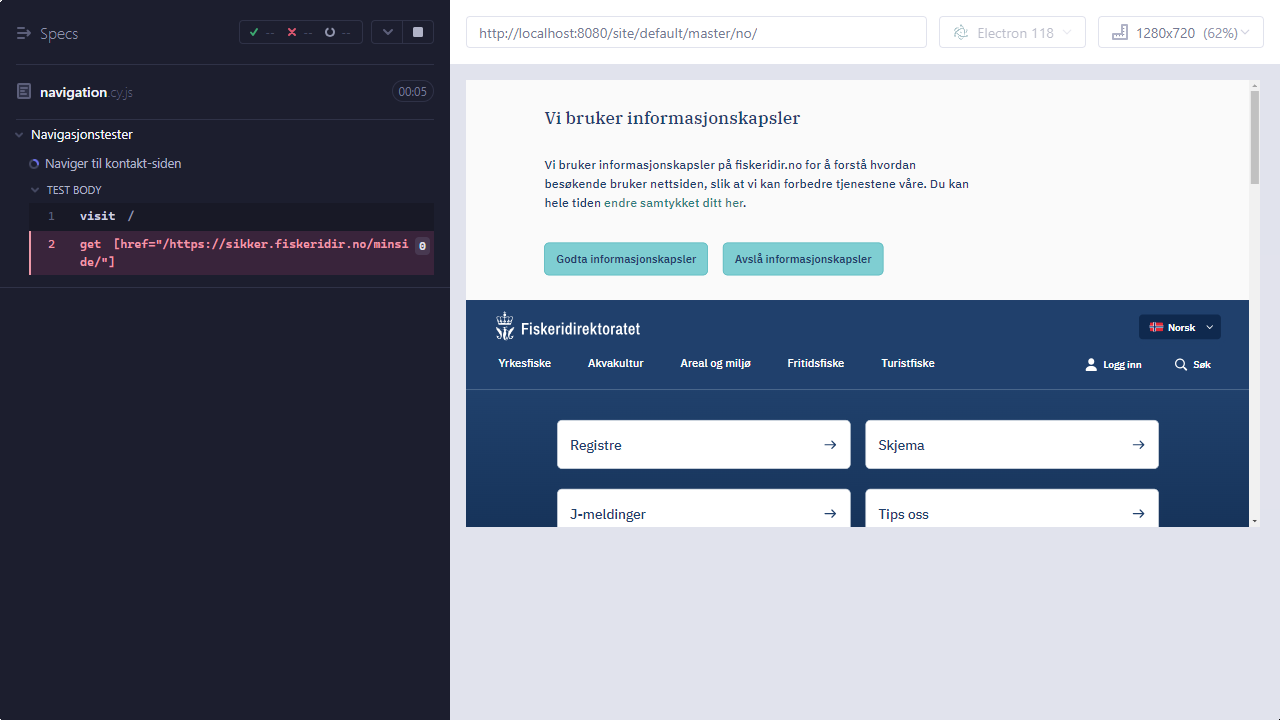 Specs
-- -- --
navigation.cy.js 00:05
Navigasjonstester
Naviger til kontakt-siden
TEST BODY
1 visit /
2 get [href="/https://sikker.fiskeridir.no/minsi 0
de/"]
http://localhost:8080/site/default/master/no/
Electron 118
1280x720 (62%)
Vi bruker informasjonskapsler
Vi bruker informasjonskapsler på fiskeridir.no for å forstå hvordan
besøkende bruker nettsiden, slik at vi kan forbedre tjenestene våre. Du kan
hele tiden endre samtykket ditt her.
Godta informasjonskapsler Avslå informasjonskapsler
Fiskeridirektoratet
Norsk
Yrkesfiske Akvakultur Areal og miljø Fritidsfiske Turistfiske Logg inn Søk
Registre Skjema
J-meldinger Tips oss